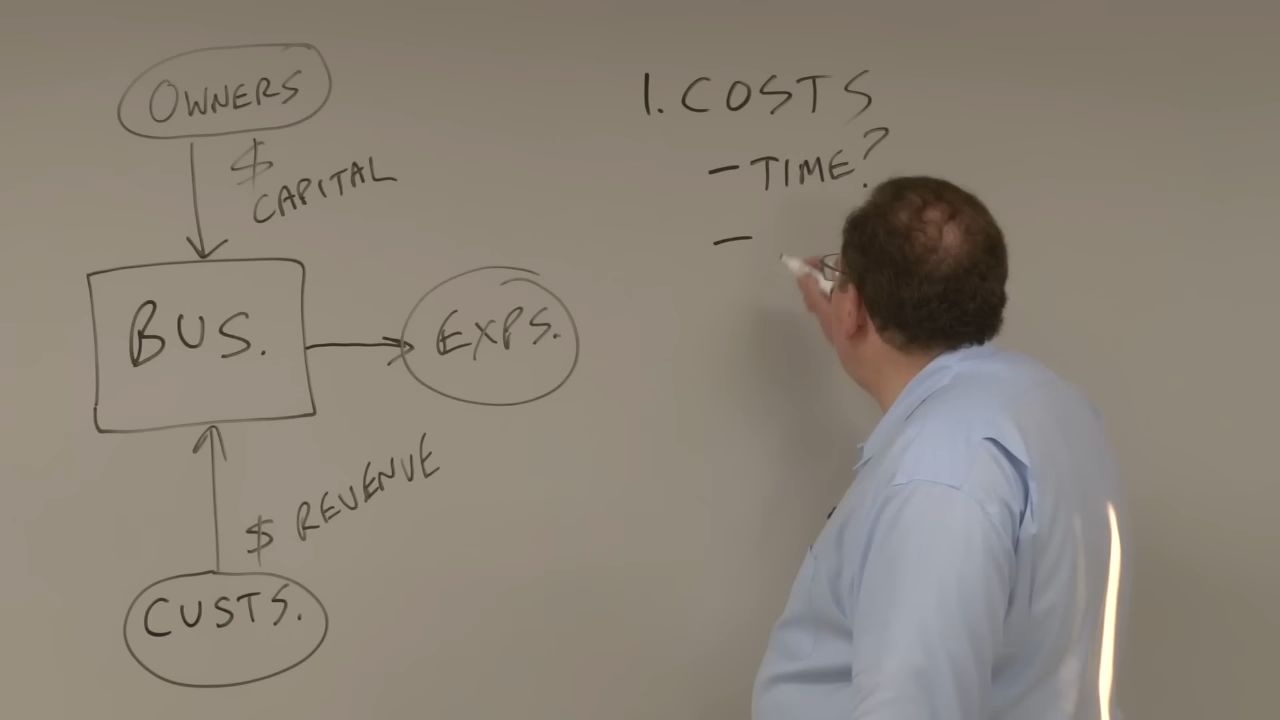 OWNERS
$
CAPITAL
BUS.
EXPS.
$ REVENUE
CUSTS.
1. COSTS
- TIME?
-